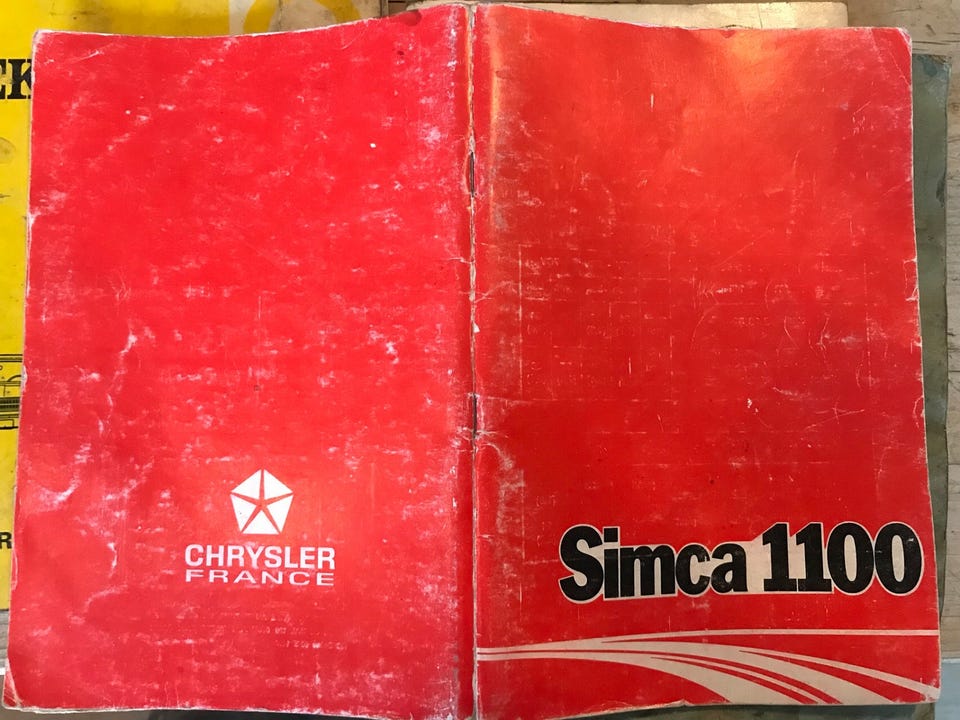 CHRYSLER
FRANCE
Simca 1100